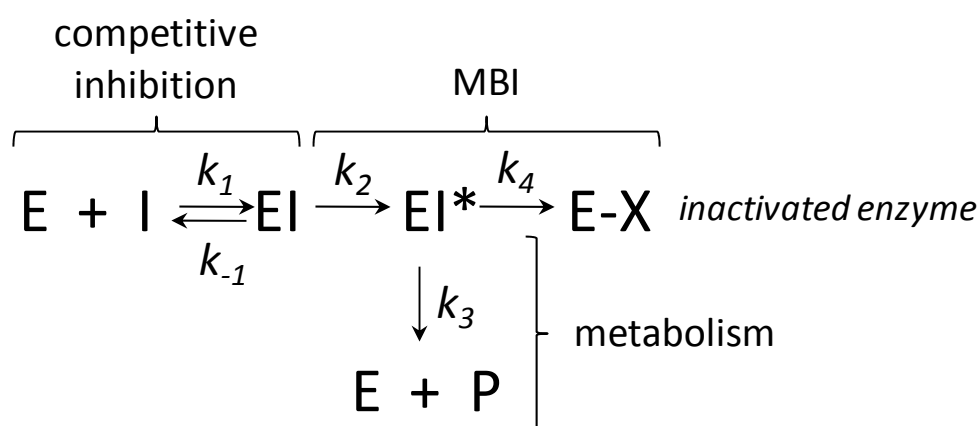 competitive
inhibition
MBI
k1 k2 k4
E + I EI EI* E-X inactivated enzyme
k-1
k3
metabolism
E + P